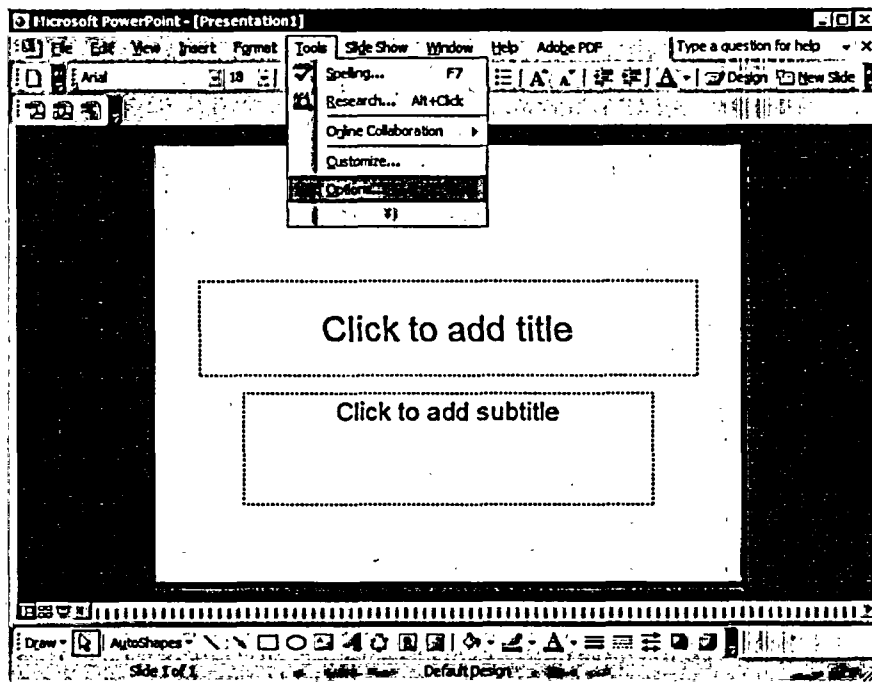 Microsoft PowerPoint - [Presentation1]
File Edit View Insert Format Tools Slide Show Window Help Adobe PDF Type a question for help
Arial 18 A A A Design New Slide
Spelling... F7
Research... Alt+Click
Online Collaboration
Customize...
Options...
Click to add title
Click to add subtitle
Draw AutoShapes A
Slide 1 of 1 Default Design